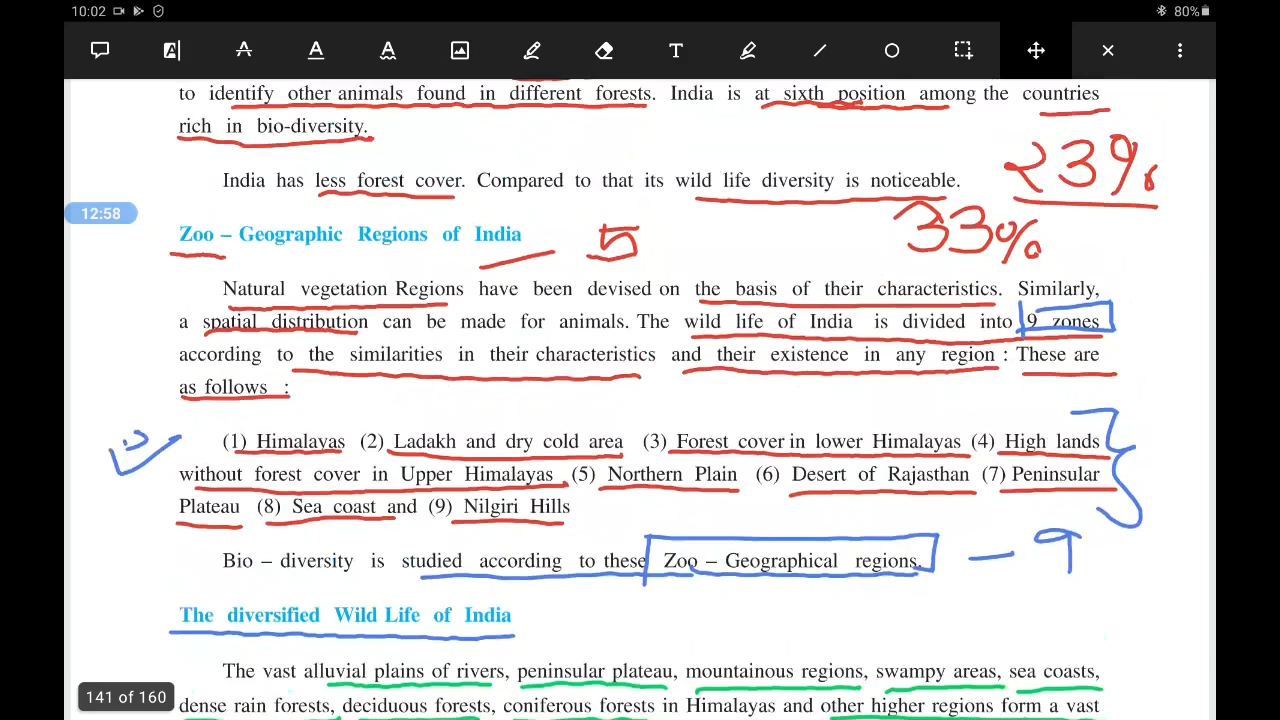 10:02
80%
to identify other animals found in different forests. India is at sixth position among the countries
rich in bio-diversity.
India has less forest cover. Compared to that its wild life diversity is noticeable.
23%
33%
12:58
Zoo – Geographic Regions of India
5
Natural vegetation Regions have been devised on the basis of their characteristics. Similarly,
a spatial distribution can be made for animals. The wild life of India is divided into 9 zones
according to the similarities in their characteristics and their existence in any region : These are
as follows :
(1) Himalayas (2) Ladakh and dry cold area (3) Forest cover in lower Himalayas (4) High lands
without forest cover in Upper Himalayas (5) Northern Plain (6) Desert of Rajasthan (7) Peninsular
Plateau (8) Sea coast and (9) Nilgiri Hills
Bio – diversity is studied according to these Zoo – Geographical regions. – 9
The diversified Wild Life of India
The vast alluvial plains of rivers, peninsular plateau, mountainous regions, swampy areas, sea coasts,
141 of 160
dense rain forests, deciduous forests, coniferous forests in Himalayas and other higher regions form a vast